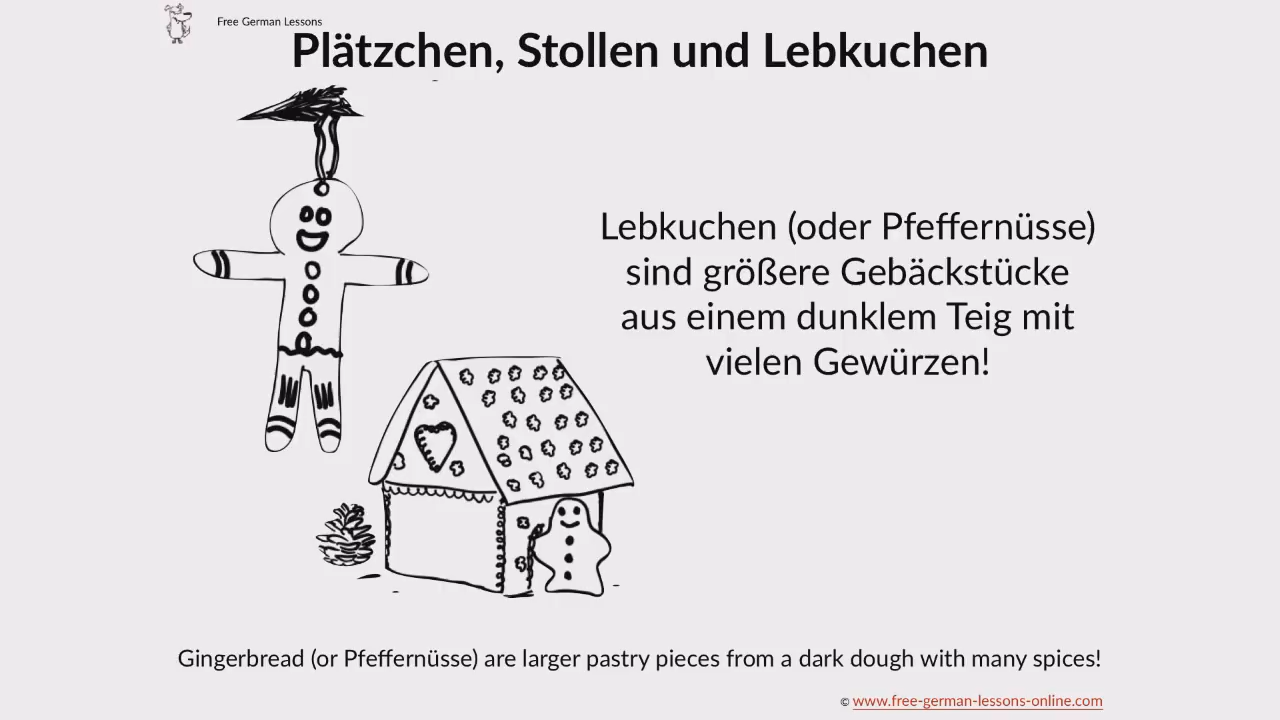 Free German Lessons
Plätzchen, Stollen und Lebkuchen
Lebkuchen (oder Pfeffernüsse)
sind größere Gebäckstücke
aus einem dunklem Teig mit
vielen Gewürzen!
Gingerbread (or Pfeffernüsse) are larger pastry pieces from a dark dough with many spices!
© www.free-german-lessons-online.com